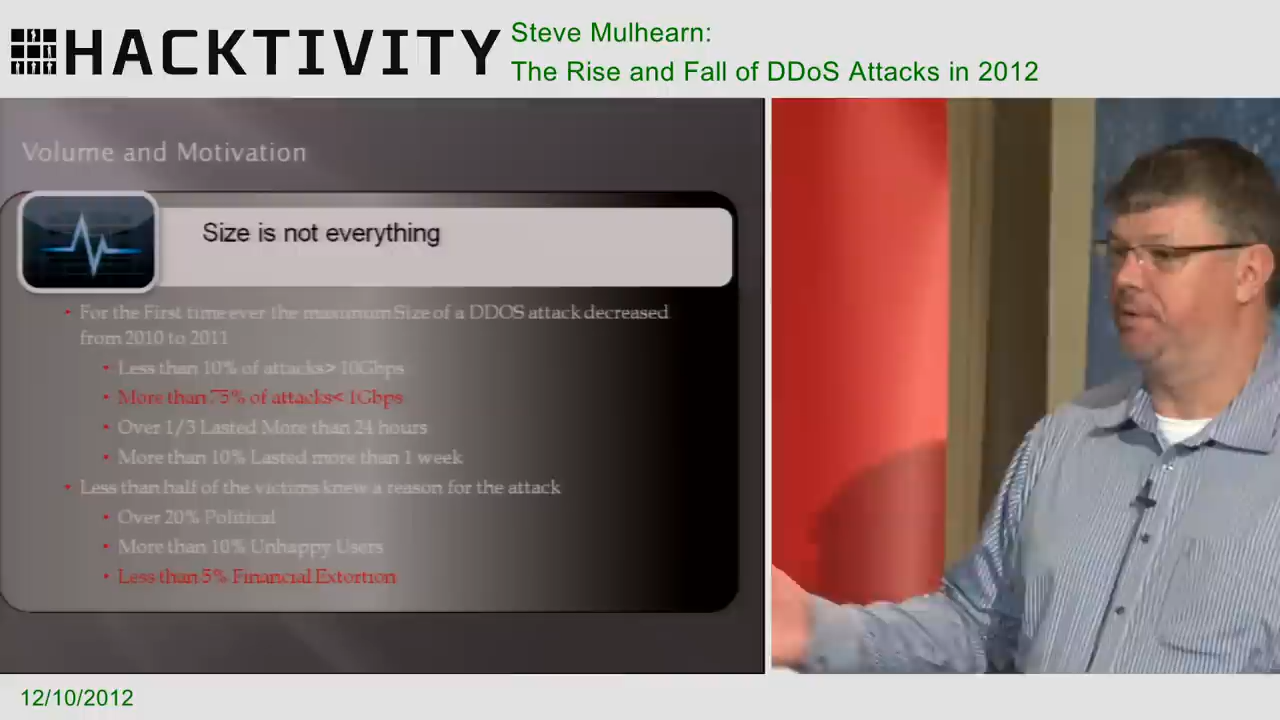 HACKTIVITY
Steve Mulhearn:
The Rise and Fall of DDoS Attacks in 2012
Volume and Motivation
Size is not everything
For the First time ever the maximum Size of a DDOS attack decreased
from 2010 to 2011
Less than 10% of attacks> 10Gbps
More than 75% of attacks< 1Gbps
Over 1/3 Lasted More than 24 hours
More than 10% Lasted more than 1 week
Less than half of the victims knew a reason for the attack
Over 20% Political
More than 10% Unhappy Users
Less than 5% Financial Extortion
12/10/2012